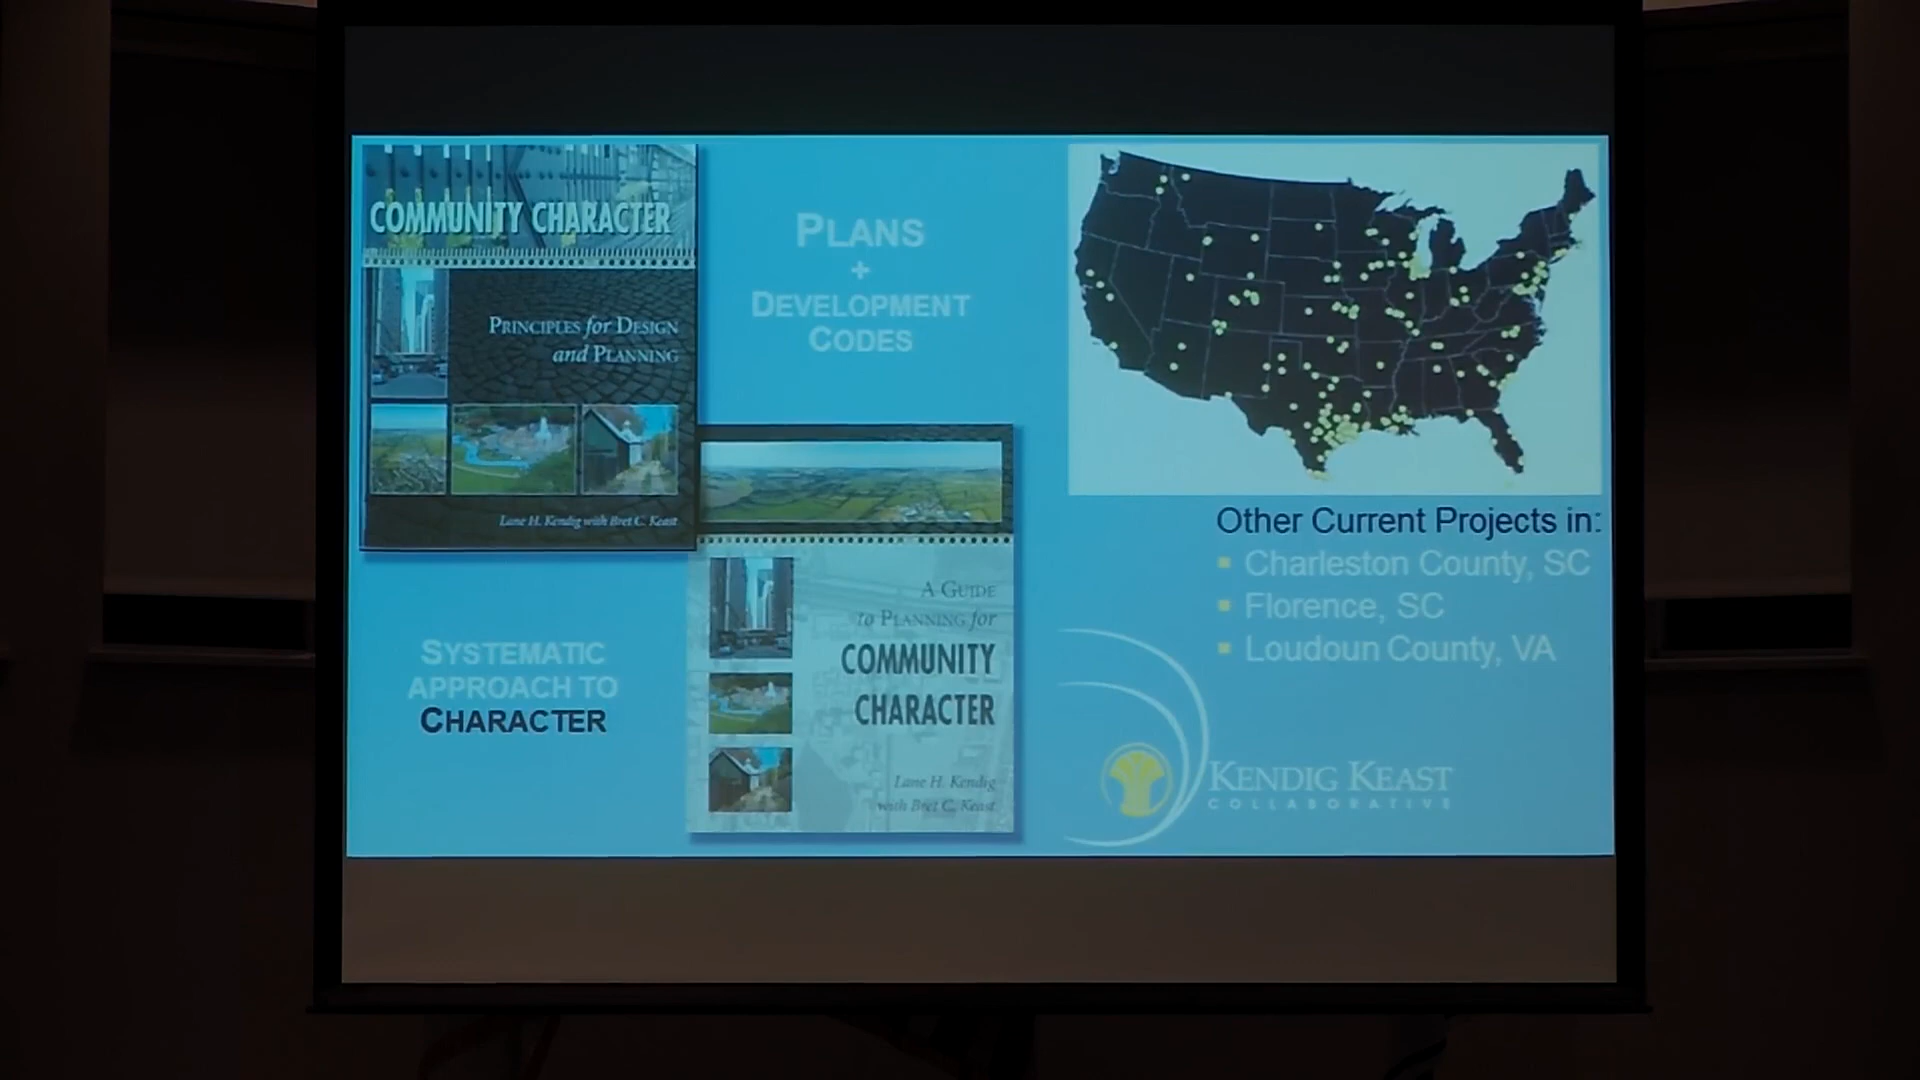 COMMUNITY CHARACTER
PRINCIPLES for DESIGN
and PLANNING
Lane H. Kendig with Bret C. Keast
PLANS
+
DEVELOPMENT
CODES
SYSTEMATIC
APPROACH TO
CHARACTER
A GUIDE
to PLANNING for
COMMUNITY
CHARACTER
Lane H. Kendig
with Bret C. Keast
Other Current Projects in:
▪ Charleston County, SC
▪ Florence, SC
▪ Loudoun County, VA
KENDIG KEAST
COLLABORATIVE